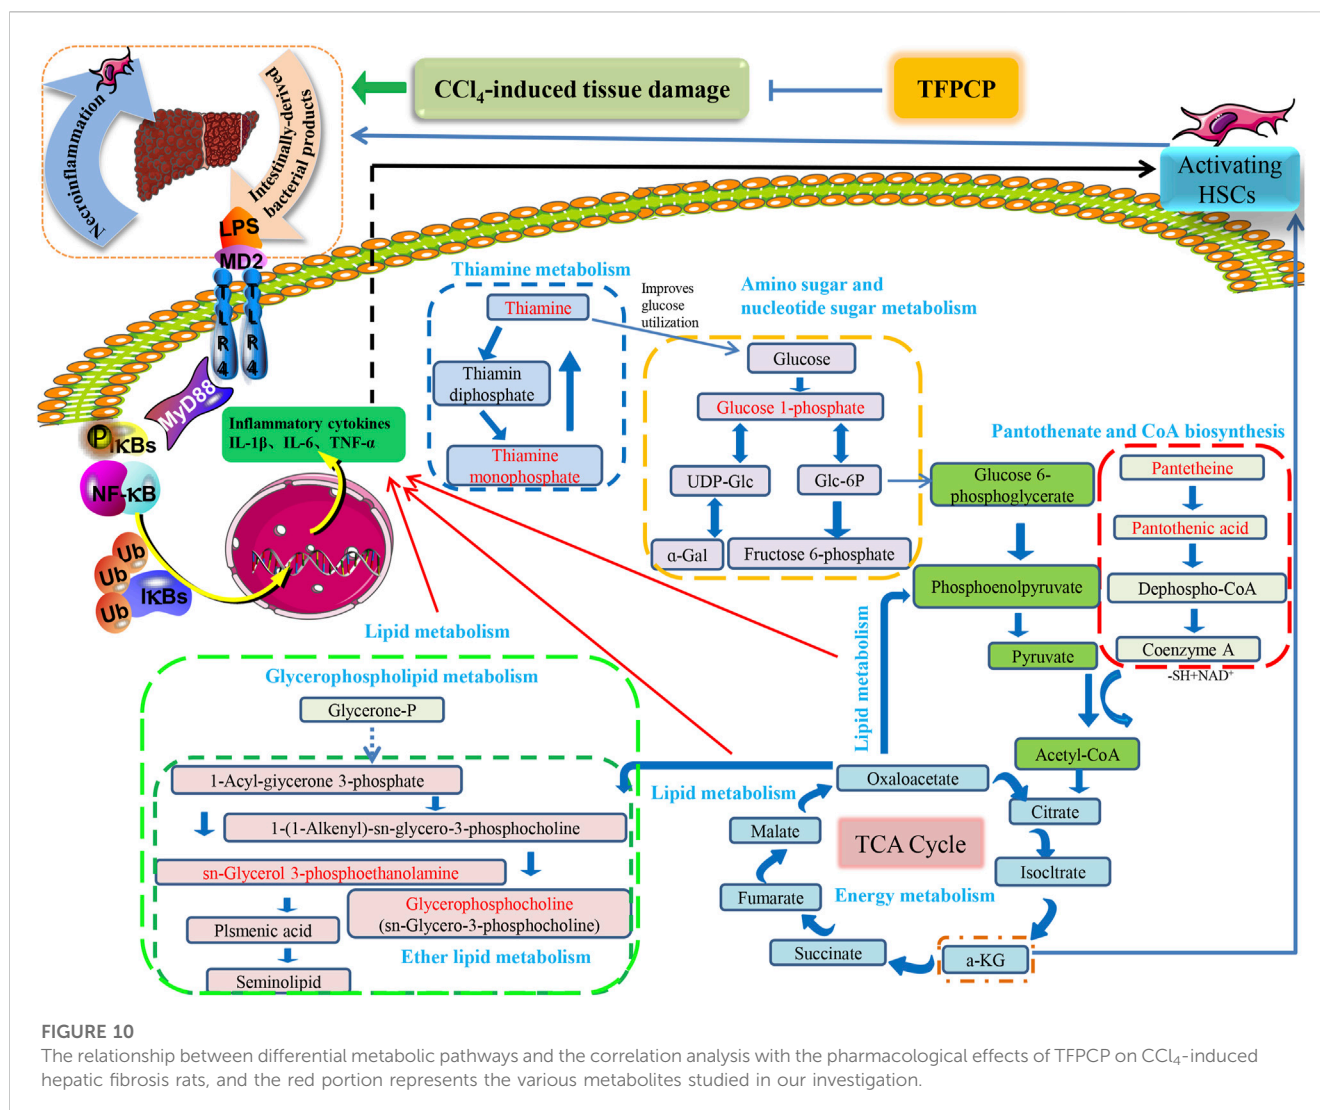 Necroinflammation
Intestinally-derived
bacterial products
CCl₄-induced tissue damage
TFPCP
Activating
HSCs
LPS
MD2
TLR4
TLR4
MyD88
P
IκBs
NF-κB
Ub
Ub
Ub
IκBs
Inflammatory cytokines
IL-1β、IL-6、TNF-α
Thiamine metabolism
Thiamine
Thiamin
diphosphate
Thiamine
monophosphate
Improves
glucose
utilization
Amino sugar and
nucleotide sugar metabolism
Glucose
Glucose 1-phosphate
UDP-Glc
Glc-6P
α-Gal
Fructose 6-phosphate
Glucose 6-
phosphoglycerate
Phosphoenolpyruvate
Pyruvate
Acetyl-CoA
Pantothenate and CoA biosynthesis
Pantetheine
Pantothenic acid
Dephospho-CoA
Coenzyme A
-SH+NAD⁺
Lipid metabolism
Lipid metabolism
Lipid metabolism
Glycerophospholipid metabolism
Glycerone-P
1-Acyl-giycerone 3-phosphate
1-(1-Alkenyl)-sn-glycero-3-phosphocholine
sn-Glycerol 3-phosphoethanolamine
Glycerophosphocholine
(sn-Glycero-3-phosphocholine)
Plsmenic acid
Seminolipid
Ether lipid metabolism
Oxaloacetate
Citrate
Isocltrate
a-KG
Succinate
Fumarate
Malate
TCA Cycle
Energy metabolism
FIGURE 10
The relationship between differential metabolic pathways and the correlation analysis with the pharmacological effects of TFPCP on CCl₄-induced
hepatic fibrosis rats, and the red portion represents the various metabolites studied in our investigation.